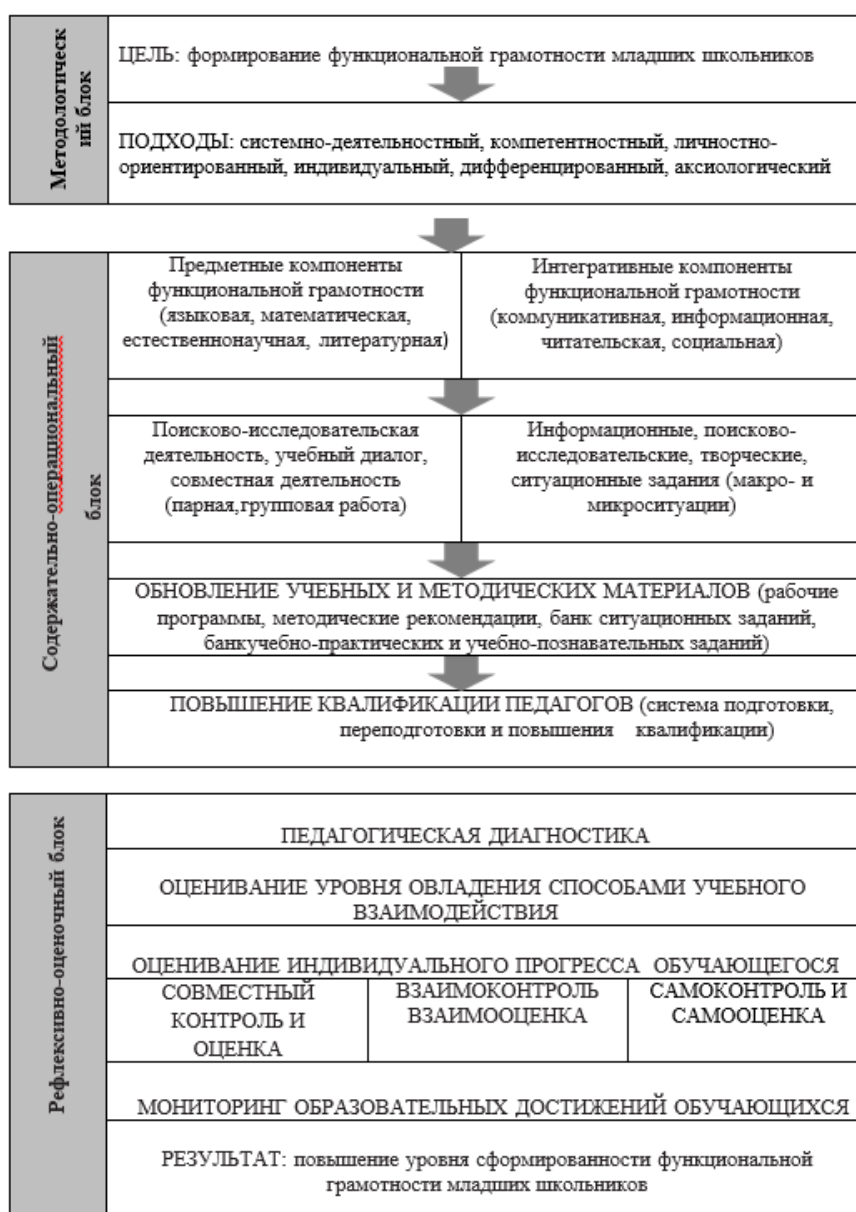 Методологическ
ий блок
ЦЕЛЬ: формирование функциональной грамотности младших школьников
ПОДХОДЫ: системно-деятельностный, компетентностный, личностно-
ориентированный, индивидуальный, дифференцированный, аксиологический
Содержательно-операциональный
блок
Предметные компоненты
функциональной грамотности
(языковая, математическая,
естественнонаучная, литературная)
Интегративные компоненты
функциональной грамотности
(коммуникативная, информационная,
читательская, социальная)
Поисково-исследовательская
деятельность, учебный диалог,
совместная деятельность
(парная,групповая работа)
Информационные, поисково-
исследовательские, творческие,
ситуационные задания (макро- и
микроситуации)
ОБНОВЛЕНИЕ УЧЕБНЫХ И МЕТОДИЧЕСКИХ МАТЕРИАЛОВ (рабочие
программы, методические рекомендации, банк ситуационных заданий,
банкучебно-практических и учебно-познавательных заданий)
ПОВЫШЕНИЕ КВАЛИФИКАЦИИ ПЕДАГОГОВ (система подготовки,
переподготовки и повышения квалификации)
Рефлексивно-оценочный блок
ПЕДАГОГИЧЕСКАЯ ДИАГНОСТИКА
ОЦЕНИВАНИЕ УРОВНЯ ОВЛАДЕНИЯ СПОСОБАМИ УЧЕБНОГО
ВЗАИМОДЕЙСТВИЯ
ОЦЕНИВАНИЕ ИНДИВИДУАЛЬНОГО ПРОГРЕССА ОБУЧАЮЩЕГОСЯ
СОВМЕСТНЫЙ
КОНТРОЛЬ И
ОЦЕНКА
ВЗАИМОКОНТРОЛЬ
ВЗАИМООЦЕНКА
САМОКОНТРОЛЬ И
САМООЦЕНКА
МОНИТОРИНГ ОБРАЗОВАТЕЛЬНЫХ ДОСТИЖЕНИЙ ОБУЧАЮЩИХСЯ
РЕЗУЛЬТАТ: повышение уровня сформированности функциональной
грамотности младших школьников